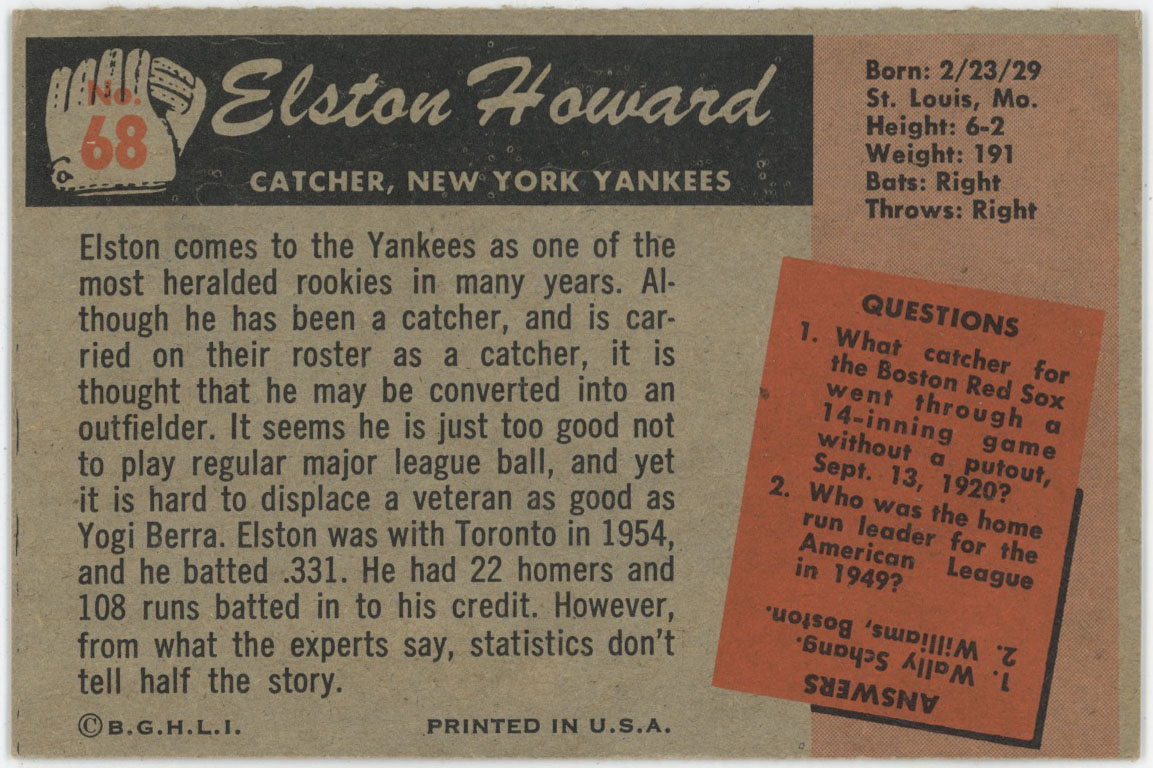 No.
68
Elston Howard
CATCHER, NEW YORK YANKEES
Born: 2/23/29
St. Louis, Mo.
Height: 6-2
Weight: 191
Bats: Right
Throws: Right
Elston comes to the Yankees as one of the
most heralded rookies in many years. Al-
though he has been a catcher, and is car-
ried on their roster as a catcher, it is
thought that he may be converted into an
outfielder. It seems he is just too good not
to play regular major league ball, and yet
it is hard to displace a veteran as good as
Yogi Berra. Elston was with Toronto in 1954,
and he batted .331. He had 22 homers and
108 runs batted in to his credit. However,
from what the experts say, statistics don't
tell half the story.
©B.G.H.L.I.
PRINTED IN U.S.A.
QUESTIONS
1. What catcher for
the Boston Red Sox
went through a
14-inning game
without a putout,
Sept. 13, 1920?
2. Who was the home
run leader for the
American League
in 1949?
ANSWERS
1. Wally Schang.
2. Williams, Boston.